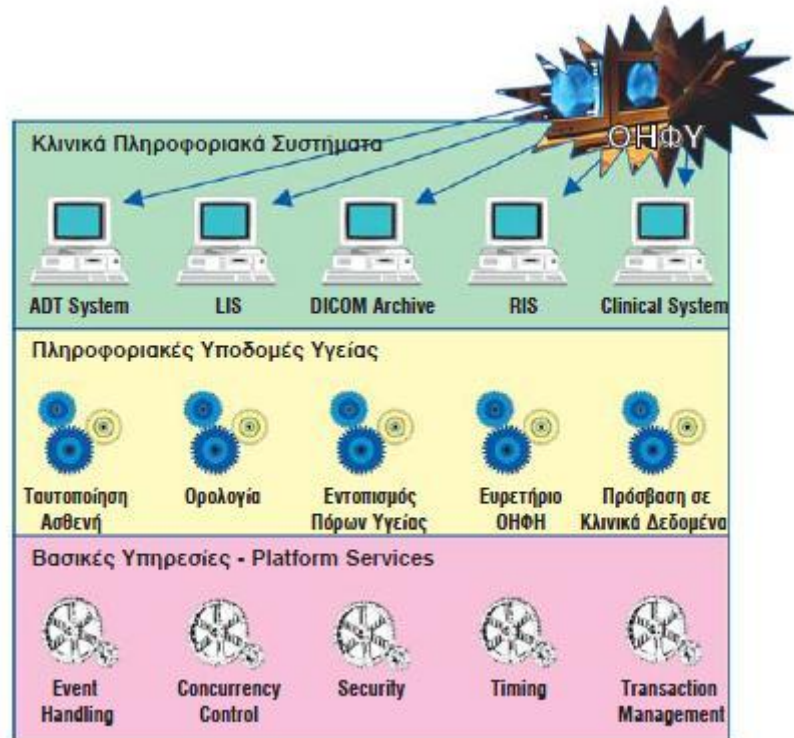 ΟΗΦΥ
Κλινικά Πληροφοριακά Συστήματα
ADT System
LIS
DICOM Archive
RIS
Clinical System
Πληροφοριακές Υποδομές Υγείας
Ταυτοποίηση
Ασθενή
Ορολογία
Εντοπισμός
Πόρων Υγείας
Ευρετήριο
ΟΗΦΗ
Πρόσβαση σε
Κλινικά Δεδομένα
Βασικές Υπηρεσίες - Platform Services
Event
Handling
Concurrency
Control
Security
Timing
Transaction
Management